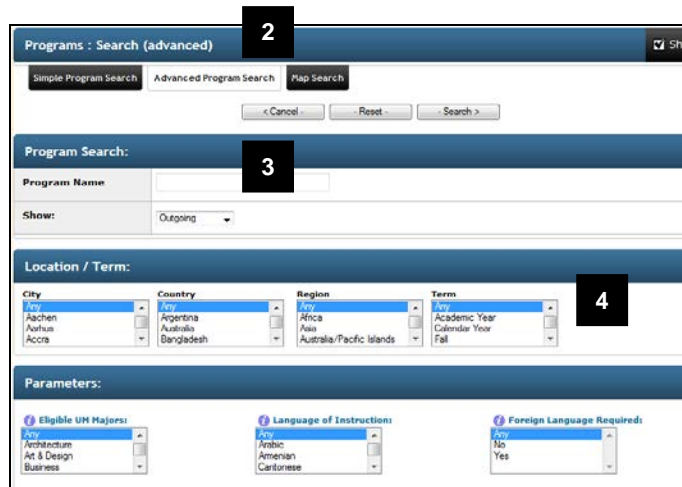 2
Programs : Search (advanced)
Sh
Simple Program Search Advanced Program Search Map Search
< Cancel - - Reset - - Search >
Program Search:
3
Program Name
Show: Outgoing
Location / Term:
4
City Country Region Term
Any Any Any Any
Aachen Argentina Africa Academic Year
Aarhus Australia Asia Calendar Year
Accra Bangladesh Australia/Pacific Islands Fall
Parameters:
Eligible UM Majors: Language of Instruction: Foreign Language Required:
Any Any Any
Architecture Arabic No
Art & Design Armenian Yes
Business Cantonese